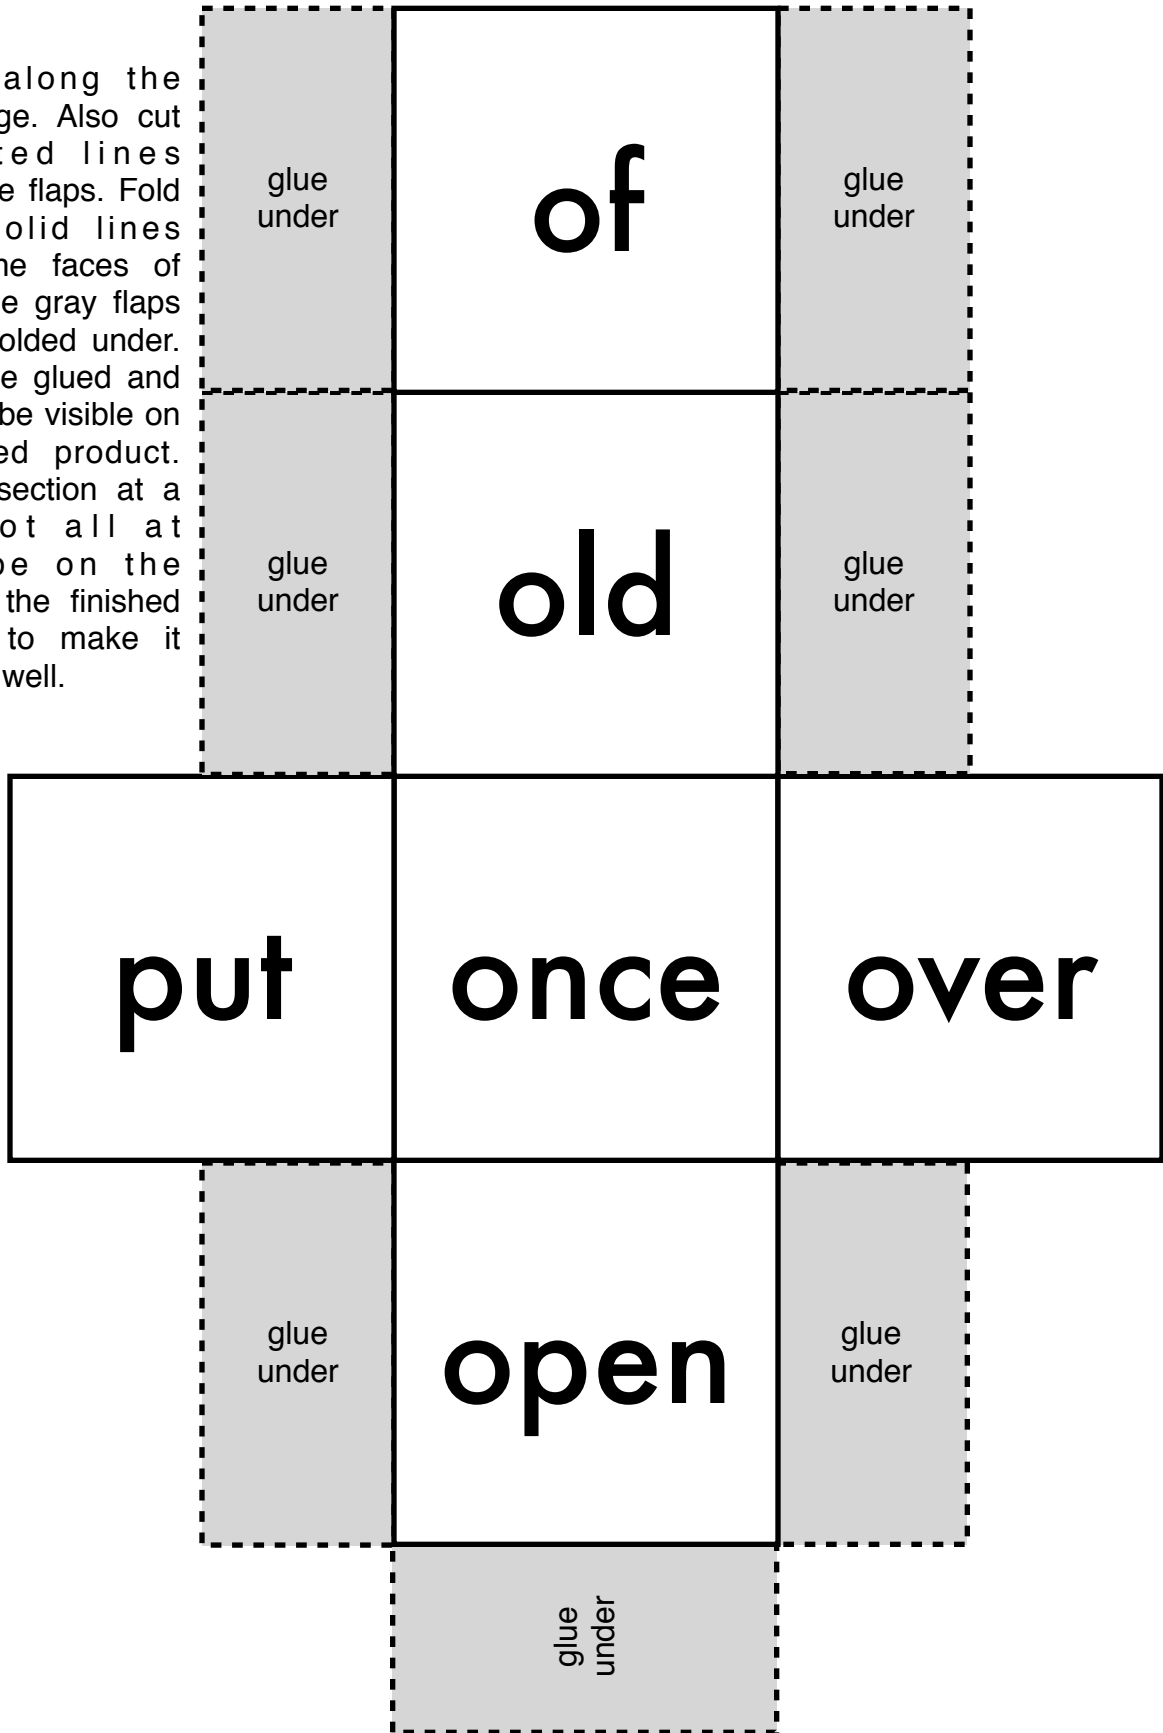 along the
ge. Also cut
ted lines
e flaps. Fold
olid lines
he faces of
e gray flaps
olded under.
e glued and
be visible on
ed product.
section at a
ot all at
pe on the
the finished
to make it
well.
glue
under
of
glue
under
glue
under
old
glue
under
put
once
over
glue
under
open
glue
under
glue
under